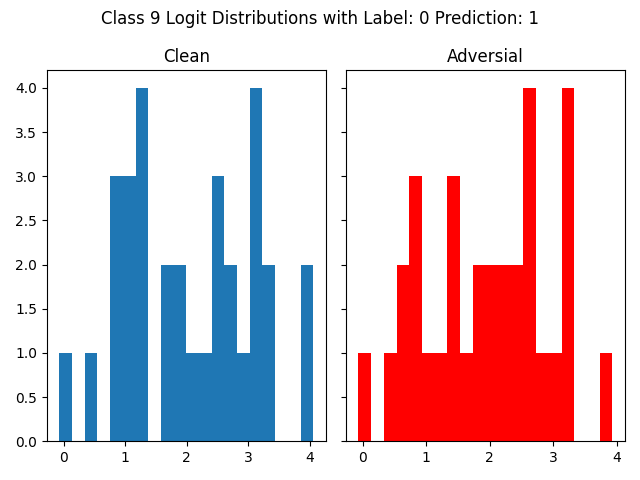 Class 9 Logit Distributions with Label: 0 Prediction: 1
Clean
Adversial
4.0
3.5
3.0
2.5
2.0
1.5
1.0
0.5
0.0
0 1 2 3 4
0 1 2 3 4